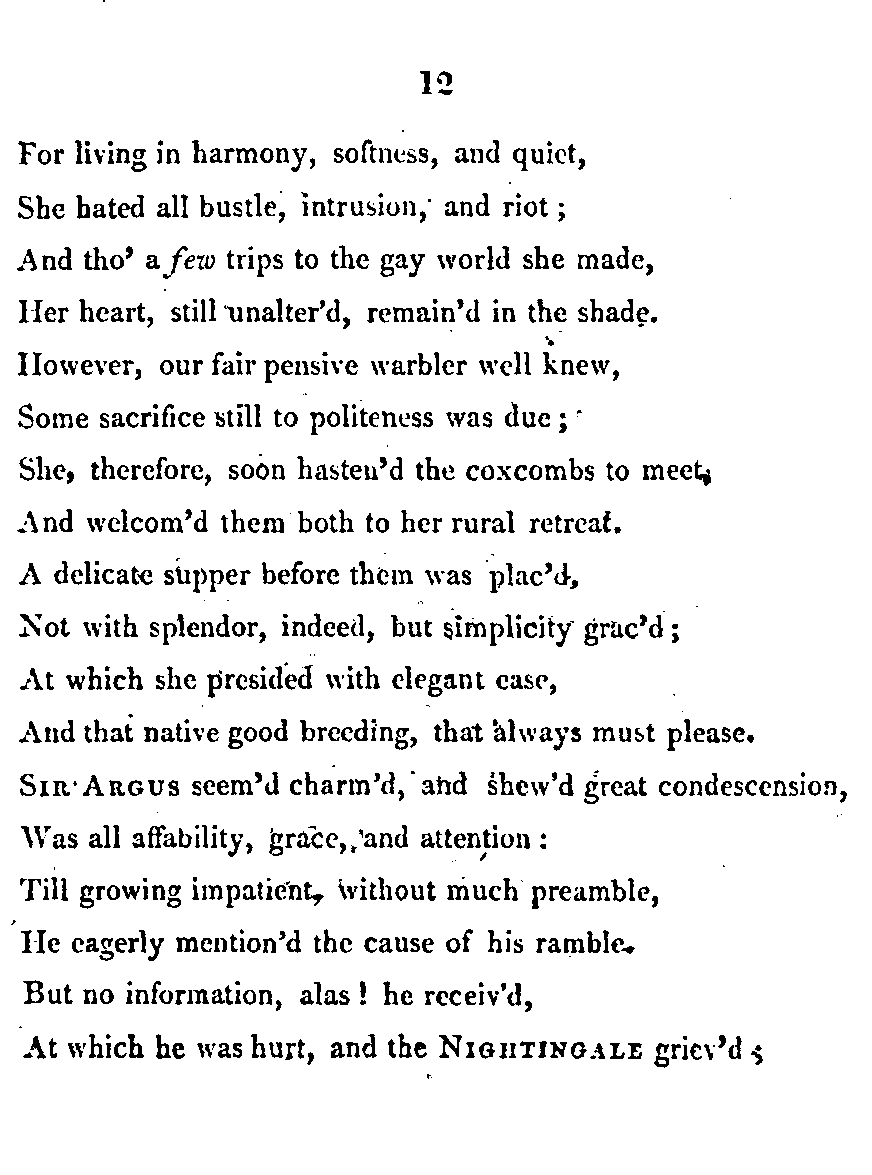 12
For living in harmony, softness, and quiet,
She hated all bustle, intrusion, and riot ;
And tho' a few trips to the gay world she made,
Her heart, still unalter'd, remain'd in the shade.
However, our fair pensive warbler well knew,
Some sacrifice still to politeness was due ;
She, therefore, soon hasten'd the coxcombs to meet,
And welcom'd them both to her rural retreat.
A delicate supper before them was plac'd,
Not with splendor, indeed, but simplicity grac'd ;
At which she presided with elegant ease,
And that native good breeding, that always must please.
SIR ARGUS seem'd charm'd, and shew'd great condescension,
Was all affability, grace, and attention :
Till growing impatient, without much preamble,
He eagerly mention'd the cause of his ramble.
But no information, alas ! he receiv'd,
At which he was hurt, and the NIGHTINGALE griev'd ;